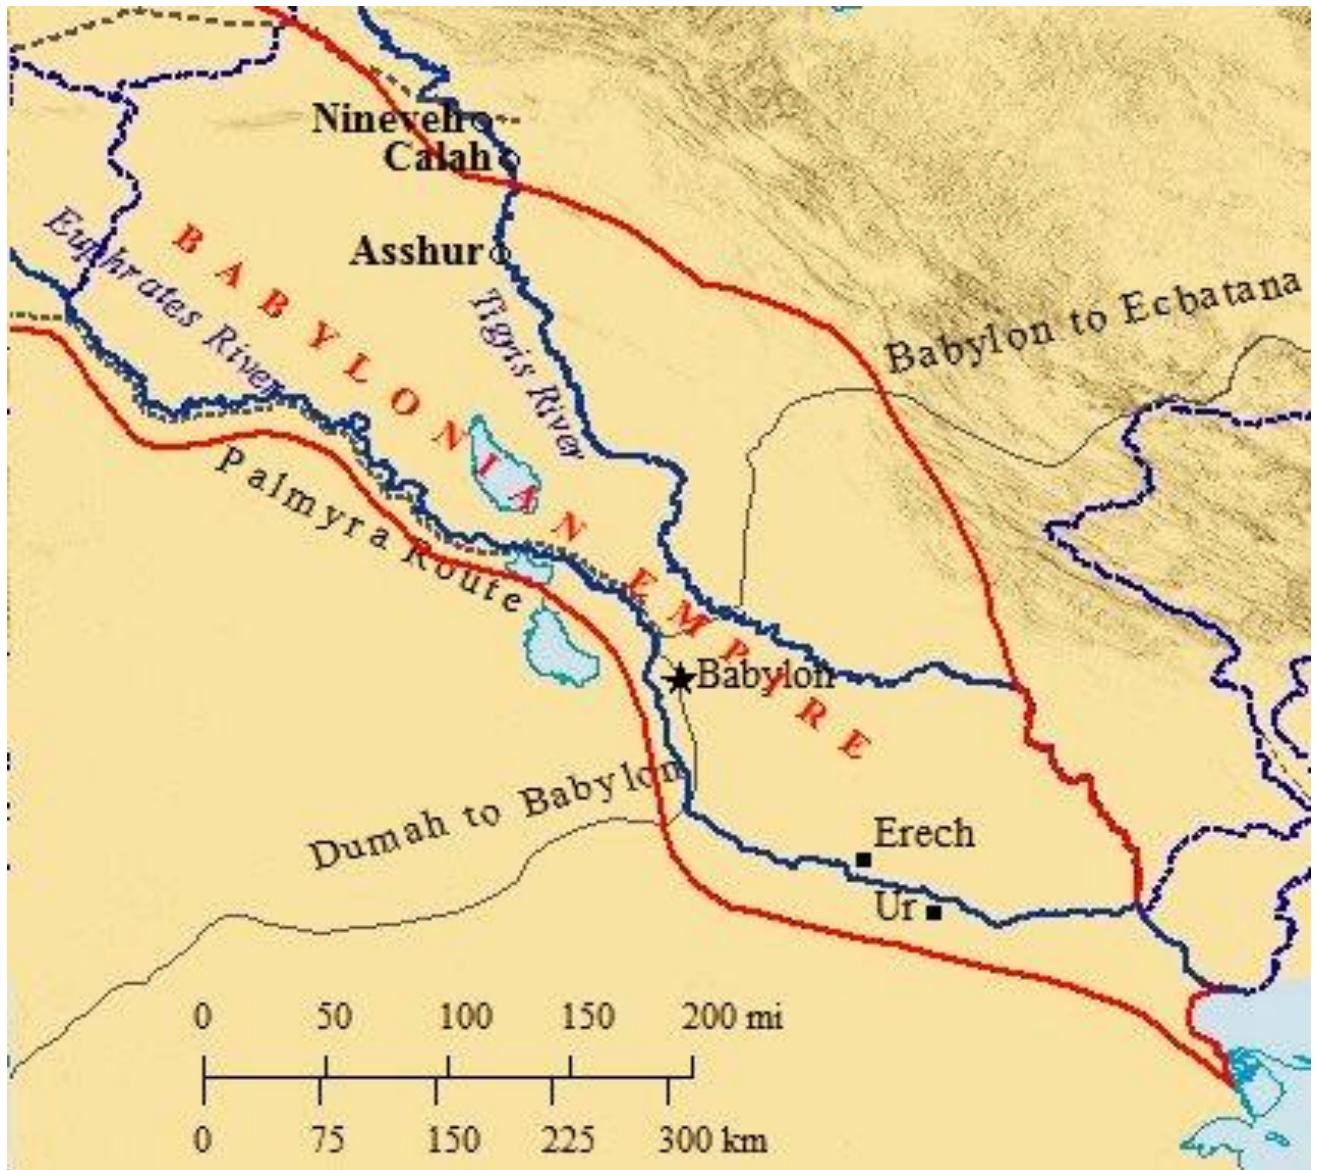 Nineveh
Calah
Asshur
Euphrates River
Tigris River
BABYLONIAN EMPIRE
Babylon to Ecbatana
Palmyra Route
Babylon
Dumah to Babylon
Erech
Ur
0 50 100 150 200 mi
0 75 150 225 300 km